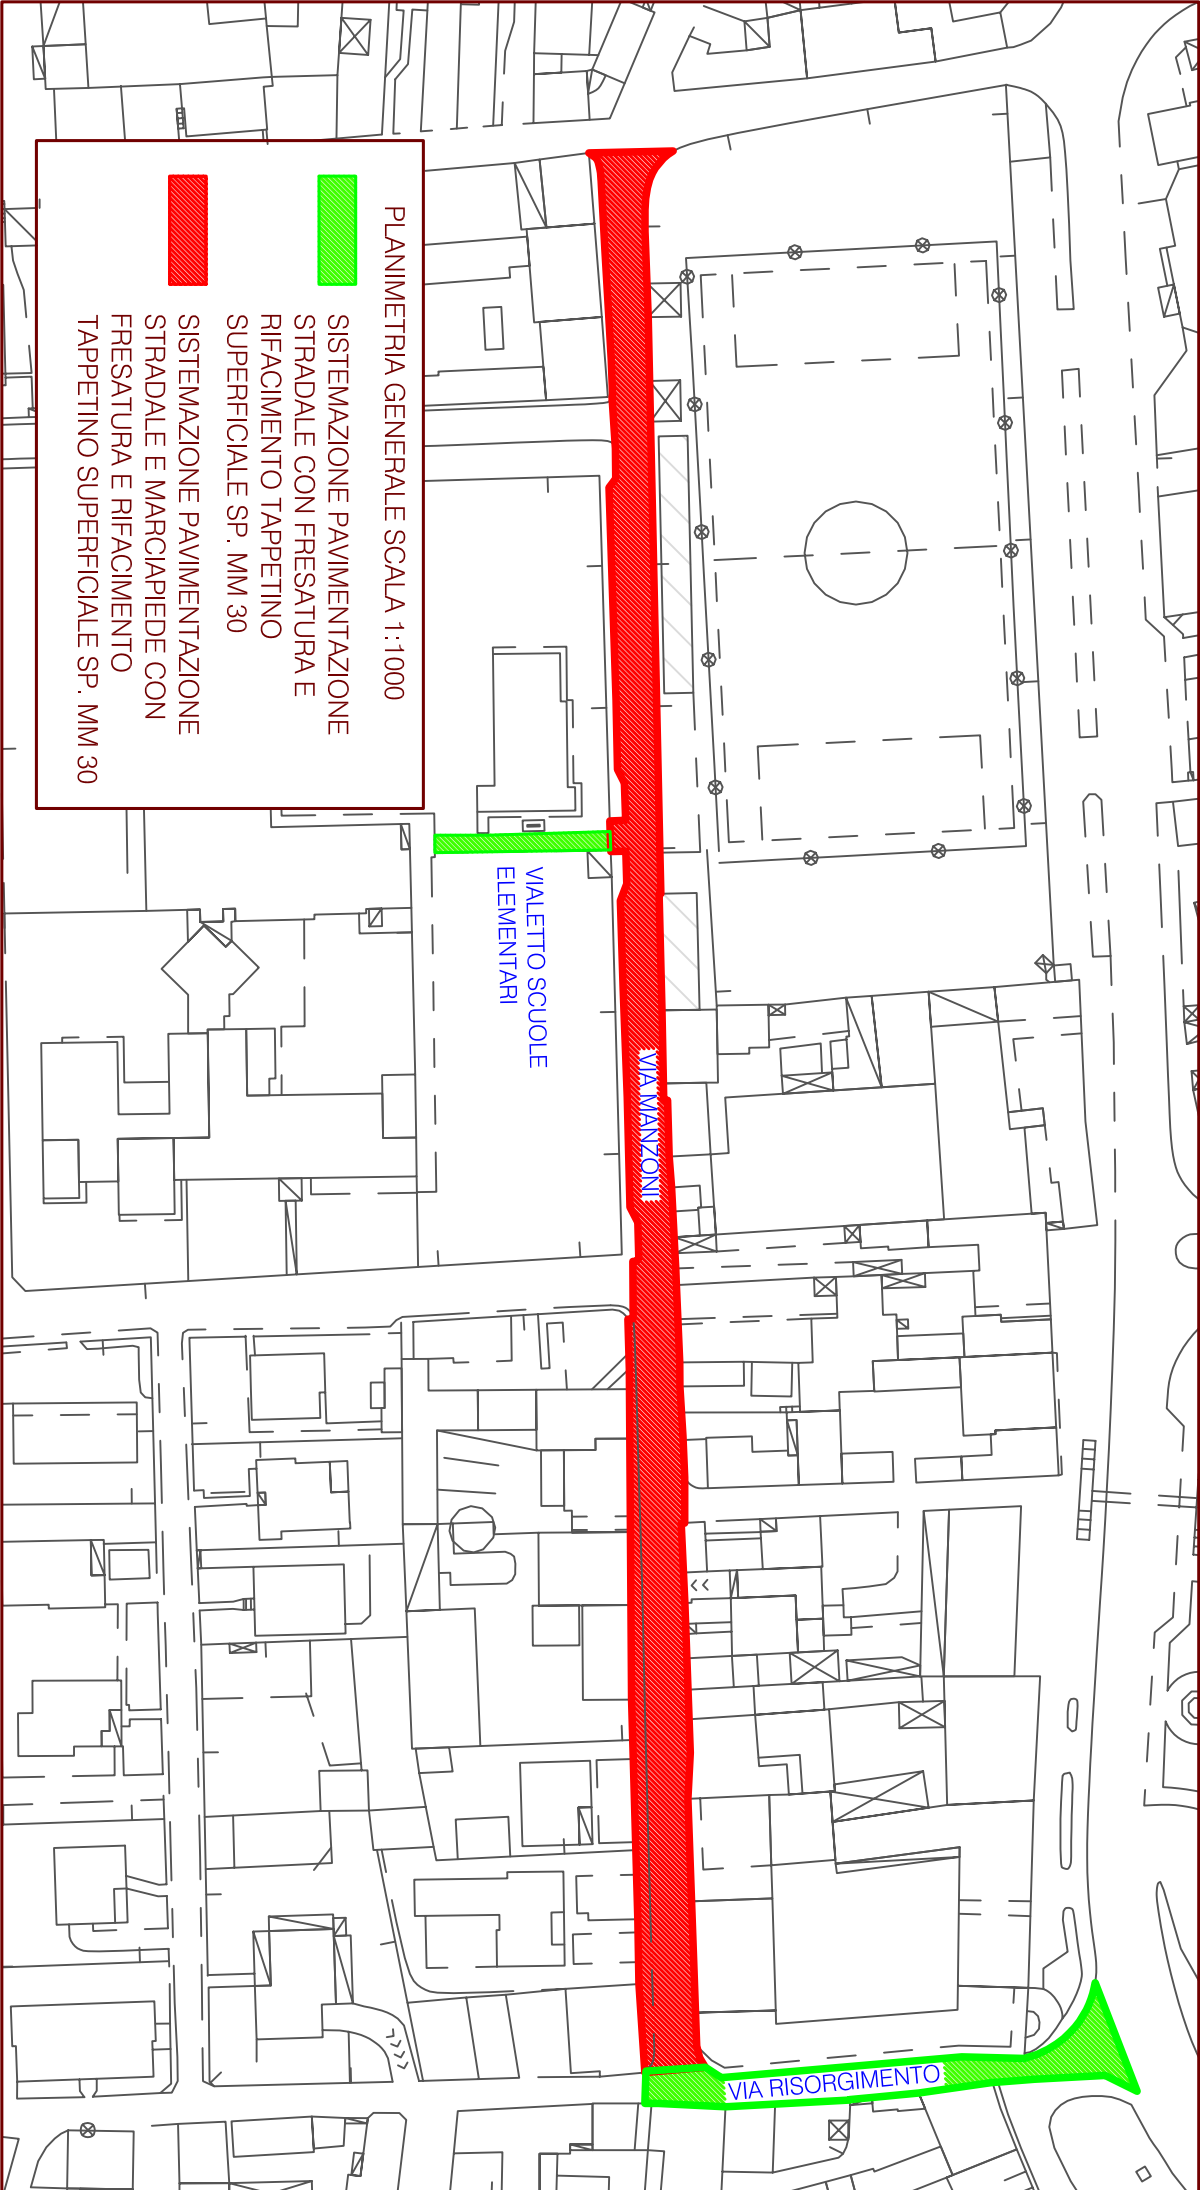 PLANIMETRIA GENERALE SCALA 1:1000
SISTEMAZIONE PAVIMENTAZIONE
STRADALE CON FRESATURA E
RIFACIMENTO TAPPETINO
SUPERFICIALE SP. MM 30
SISTEMAZIONE PAVIMENTAZIONE
STRADALE E MARCIAPIEDE CON
FRESATURA E RIFACIMENTO
TAPPETINO SUPERFICIALE SP. MM 30
VIALETTO SCUOLE
ELEMENTARI
VIA MANZONI
VIA RISORGIMENTO